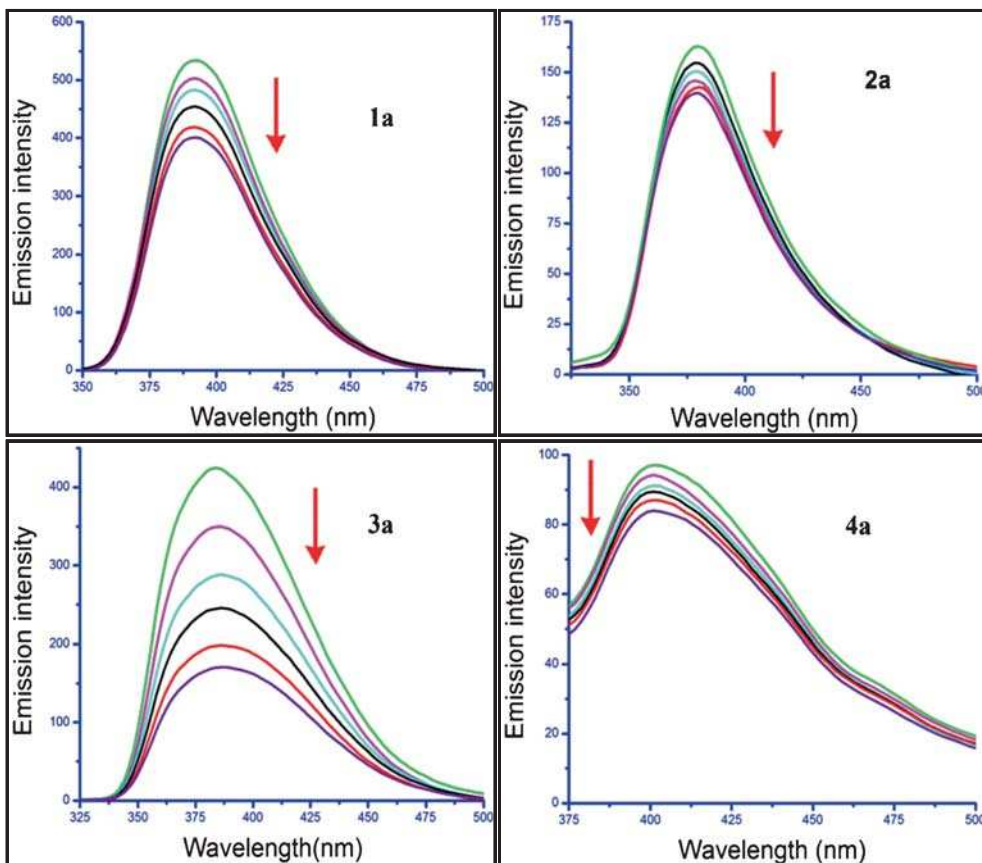 600
500
400
300
200
100
0
Emission intensity
1a
350 375 400 425 450 475 500
Wavelength (nm)
175
150
125
100
75
50
25
0
Emission intensity
2a
350 400 450 500
Wavelength (nm)
400
300
200
100
0
Emission intensity
3a
325 350 375 400 425 450 475 500
Wavelength(nm)
100
80
60
40
20
0
Emission intensity
4a
375 400 425 450 475 500
Wavelength (nm)